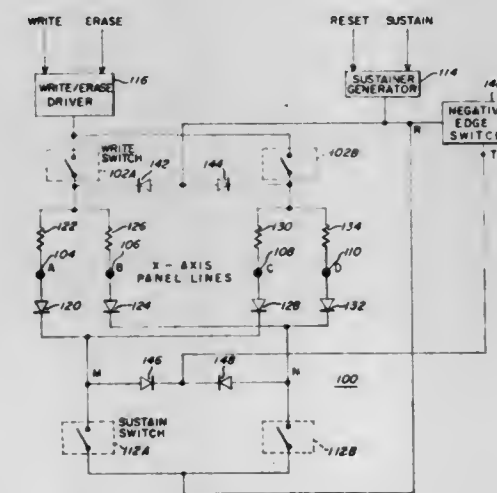 WRITE ERASE
RESET SUSTAIN
WRITE/ERASE DRIVER
116
SUSTAINER GENERATOR
114
NEGATIV
EDGE
SWITCH
R
T
WRITE SWITCH
102A
142
144
102B
122
126
130
134
104
A
106
B
108
C
110
D
X-AXIS
PANEL LINES
120
124
128
132
M
146
148
N
100
SUSTAIN
SWITCH
112A
112B